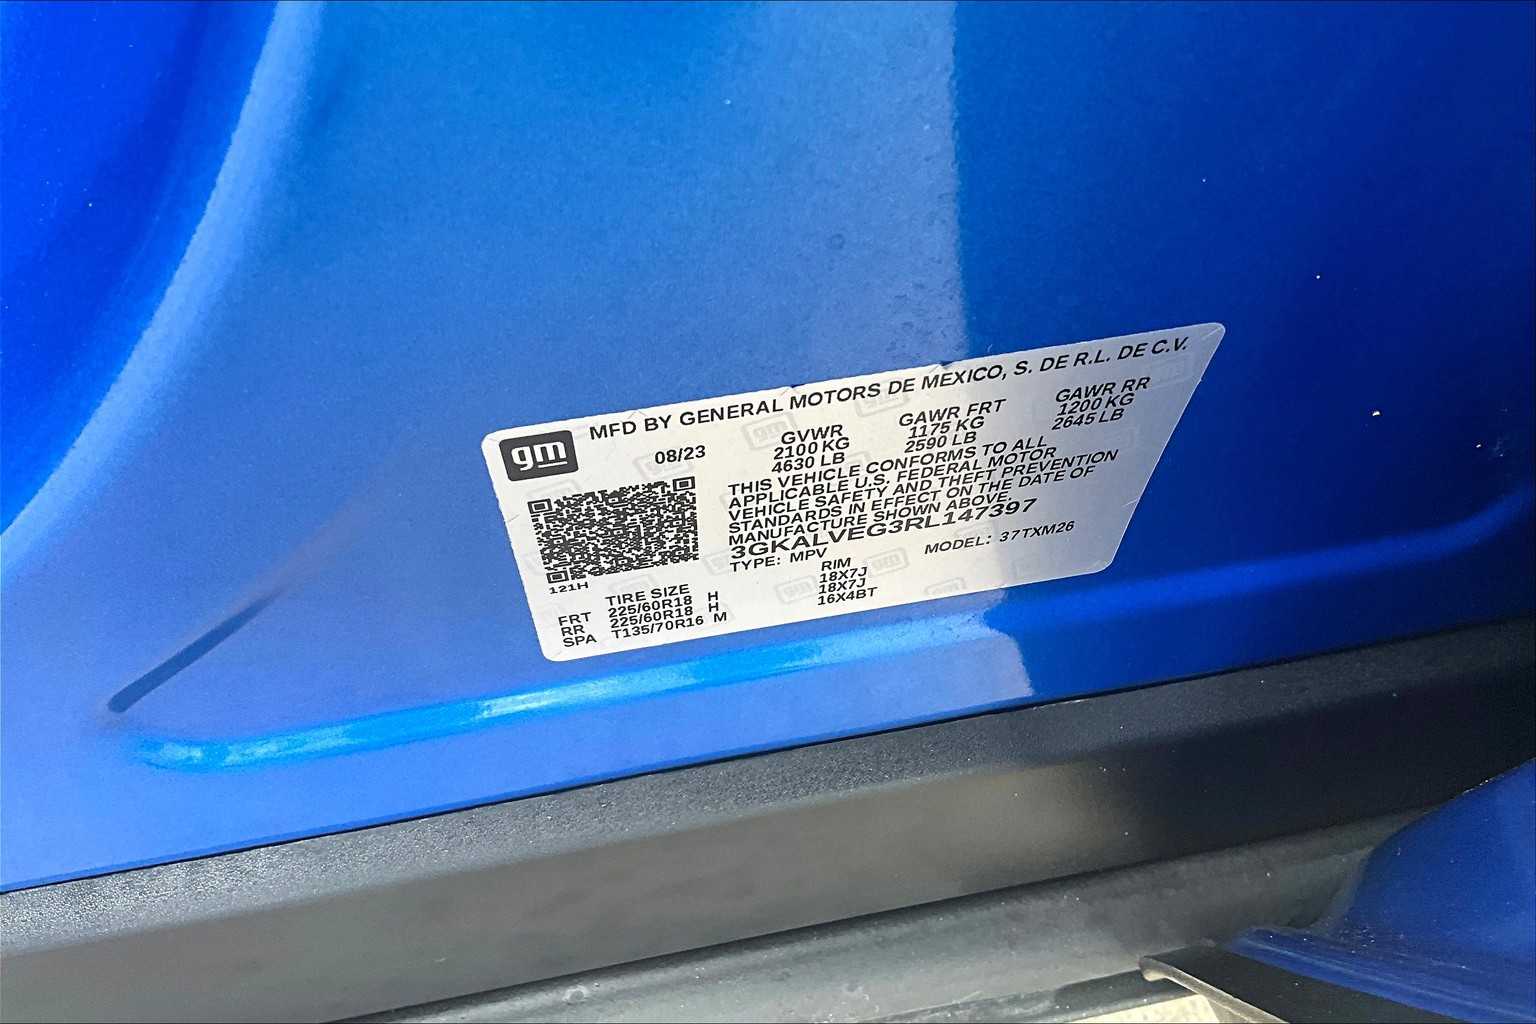 MFD BY GENERAL MOTORS DE MEXICO, S. DE R.L. DE C.V.
gm
08/23
GVWR GAWR FRT GAWR RR
2100 KG 1175 KG 1200 KG
4630 LB 2590 LB 2645 LB
THIS VEHICLE CONFORMS TO ALL
APPLICABLE U.S. FEDERAL MOTOR
VEHICLE SAFETY AND THEFT PREVENTION
STANDARDS IN EFFECT ON THE DATE OF
MANUFACTURE SHOWN ABOVE.
3GKALVEG3RL147397
TYPE: MPV MODEL: 37TXM26
121H
TIRE SIZE RIM
FRT 225/60R18 H 18X7J
RR 225/60R18 H 18X7J
SPA T135/70R16 M 16X4BT